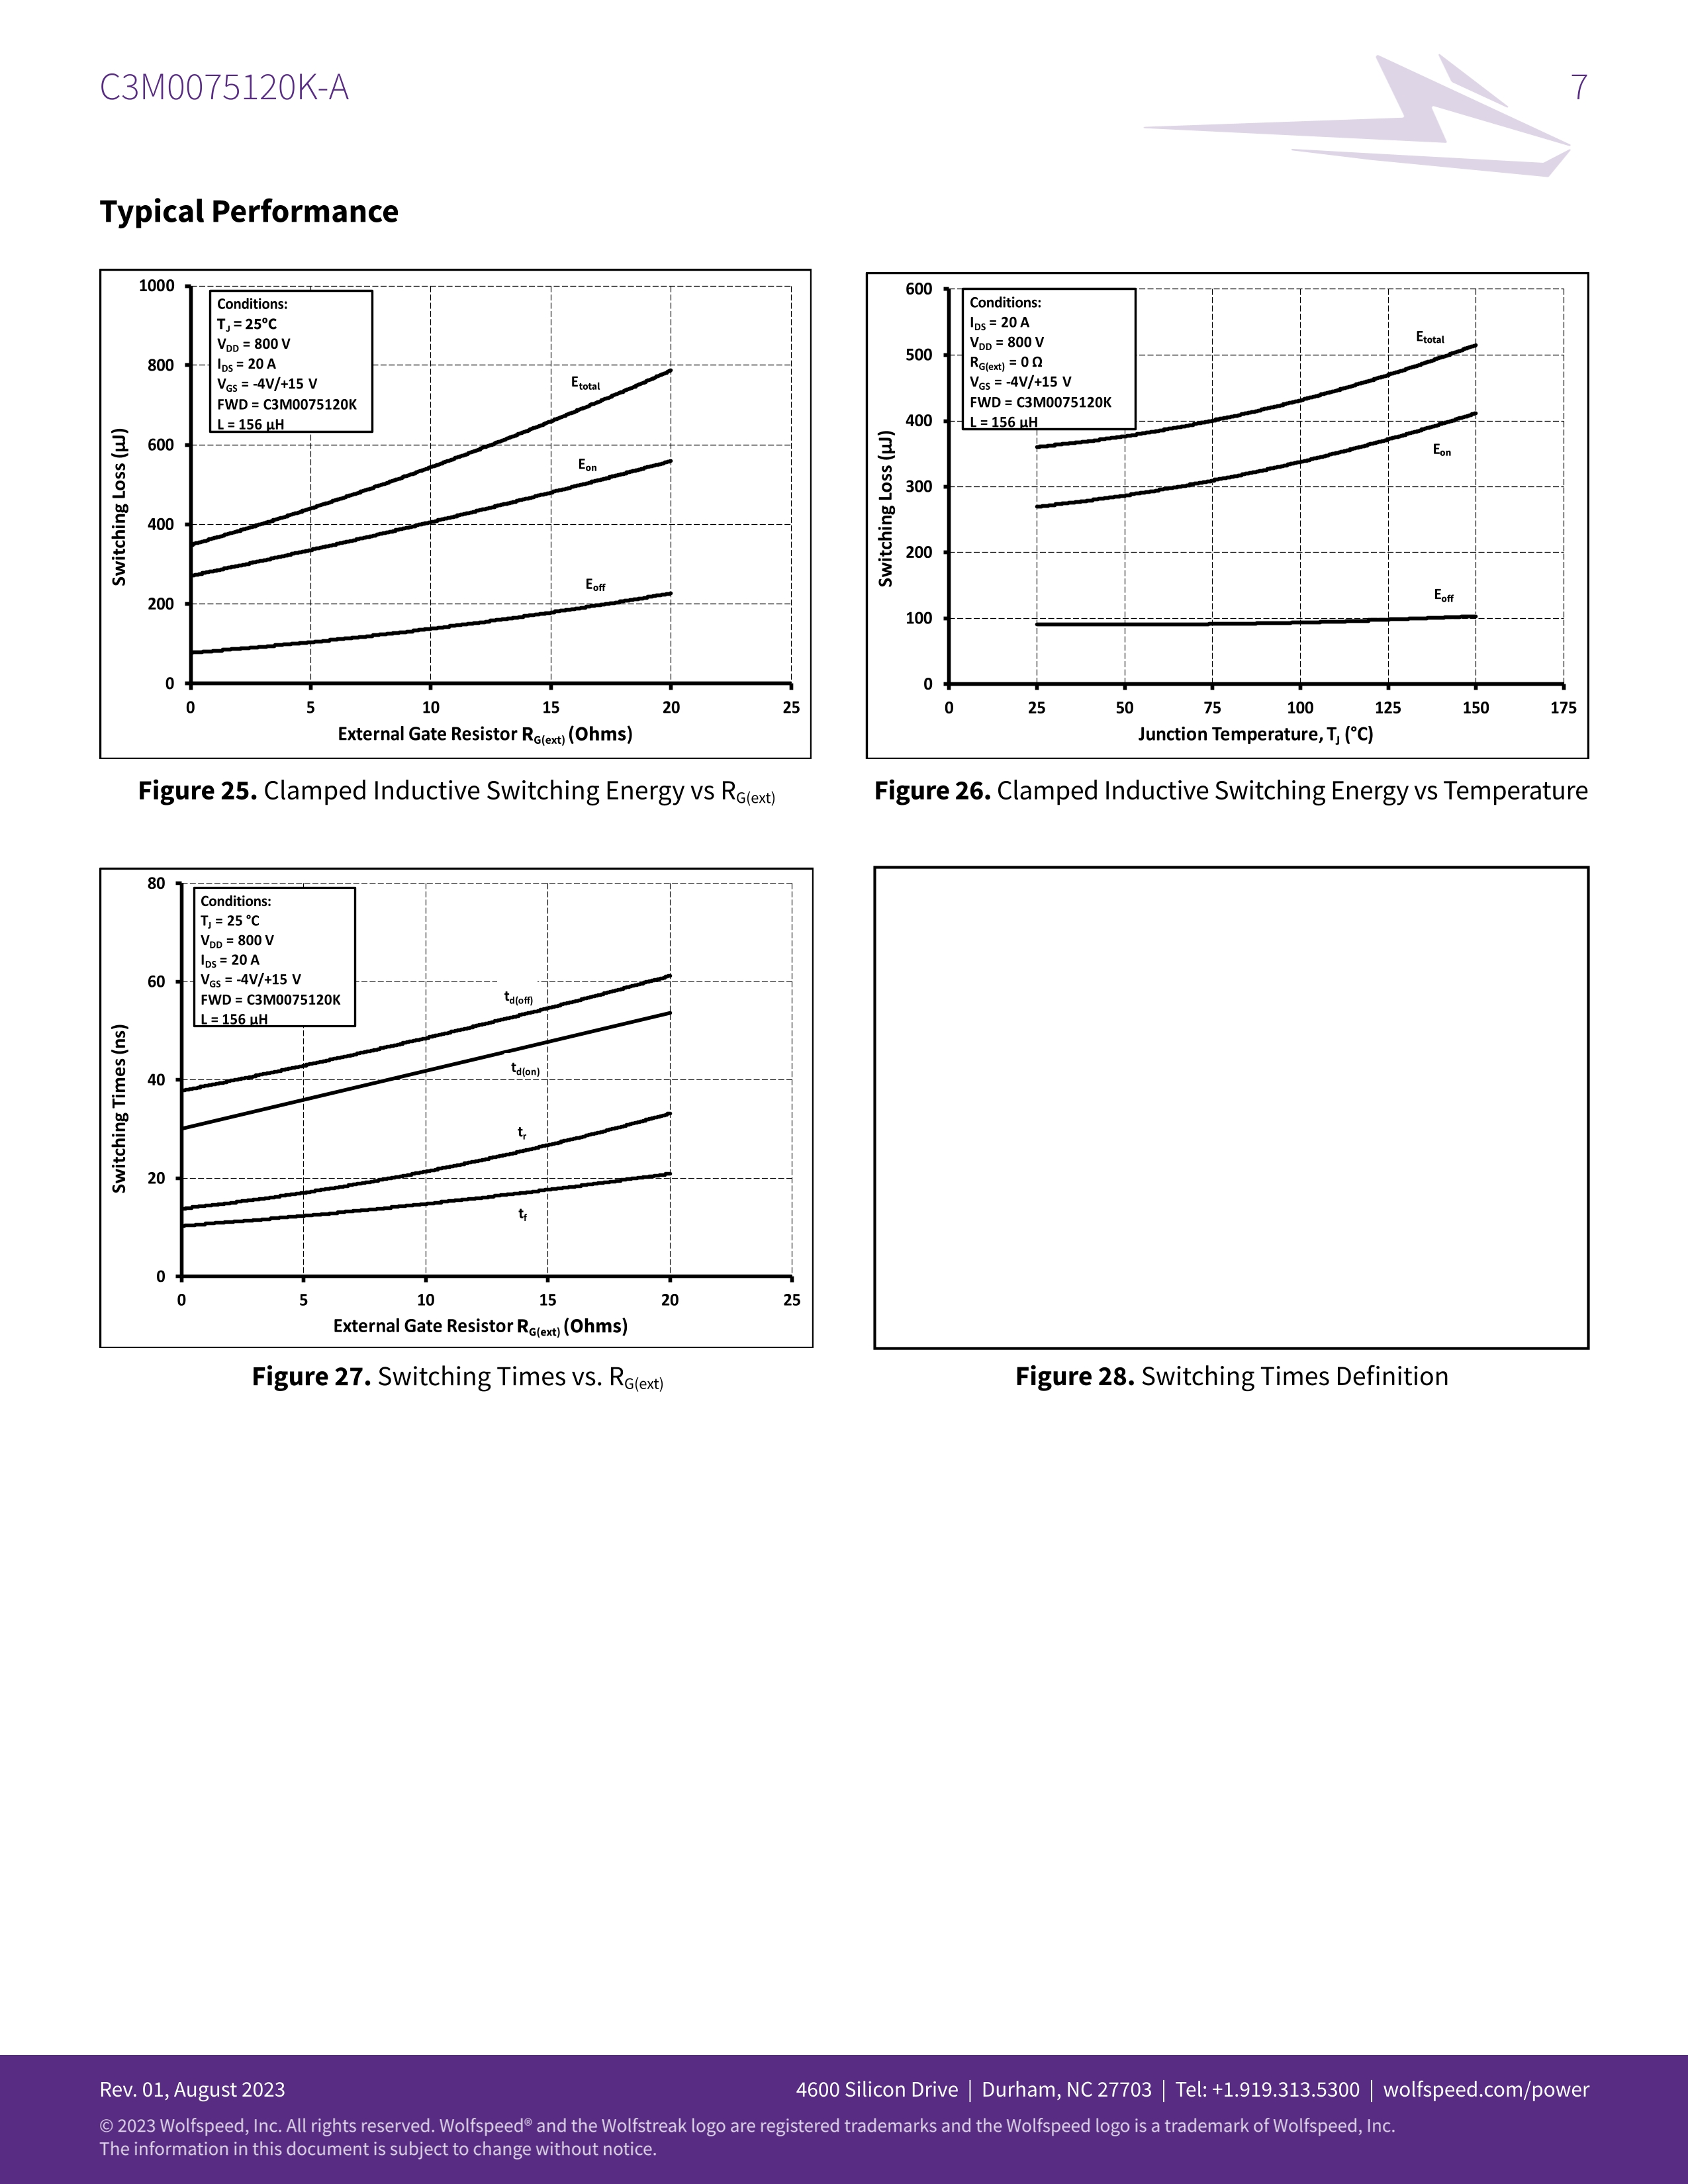 C3M0075120K-A
7
Typical Performance
1000
800
600
400
200
0
0 5 10 15 20 25
Switching Loss (µJ)
External Gate Resistor RG(ext) (Ohms)
Conditions:
TJ = 25°C
VDD = 800 V
IDS = 20 A
VGS = -4V/+15 V
FWD = C3M0075120K
L = 156 µH
Etotal
Eon
Eoff
Figure 25. Clamped Inductive Switching Energy vs RG(ext)
600
500
400
300
200
100
0
0 25 50 75 100 125 150 175
Switching Loss (µJ)
Junction Temperature, TJ (°C)
Conditions:
IDS = 20 A
VDD = 800 V
RG(ext) = 0 Ω
VGS = -4V/+15 V
FWD = C3M0075120K
L = 156 µH
Etotal
Eon
Eoff
Figure 26. Clamped Inductive Switching Energy vs Temperature
80
60
40
20
0
0 5 10 15 20 25
Switching Times (ns)
External Gate Resistor RG(ext) (Ohms)
Conditions:
TJ = 25 °C
VDD = 800 V
IDS = 20 A
VGS = -4V/+15 V
FWD = C3M0075120K
L = 156 µH
td(off)
td(on)
tr
tf
Figure 27. Switching Times vs. RG(ext)
Figure 28. Switching Times Definition
Rev. 01, August 2023
4600 Silicon Drive | Durham, NC 27703 | Tel: +1.919.313.5300 | wolfspeed.com/power
© 2023 Wolfspeed, Inc. All rights reserved. Wolfspeed® and the Wolfstreak logo are registered trademarks and the Wolfspeed logo is a trademark of Wolfspeed, Inc.
The information in this document is subject to change without notice.